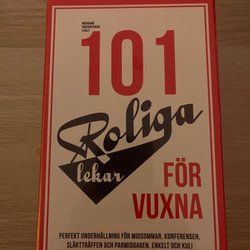 101
Roliga
lekar
FÖR
VUXNA
PERFEKT UNDERHÅLLNING FÖR MIDSOMMAR, KONFERENSEN,
SLÄKTTRÄFFEN OCH PARMIDDAGEN. ENKELT OCH KUL!